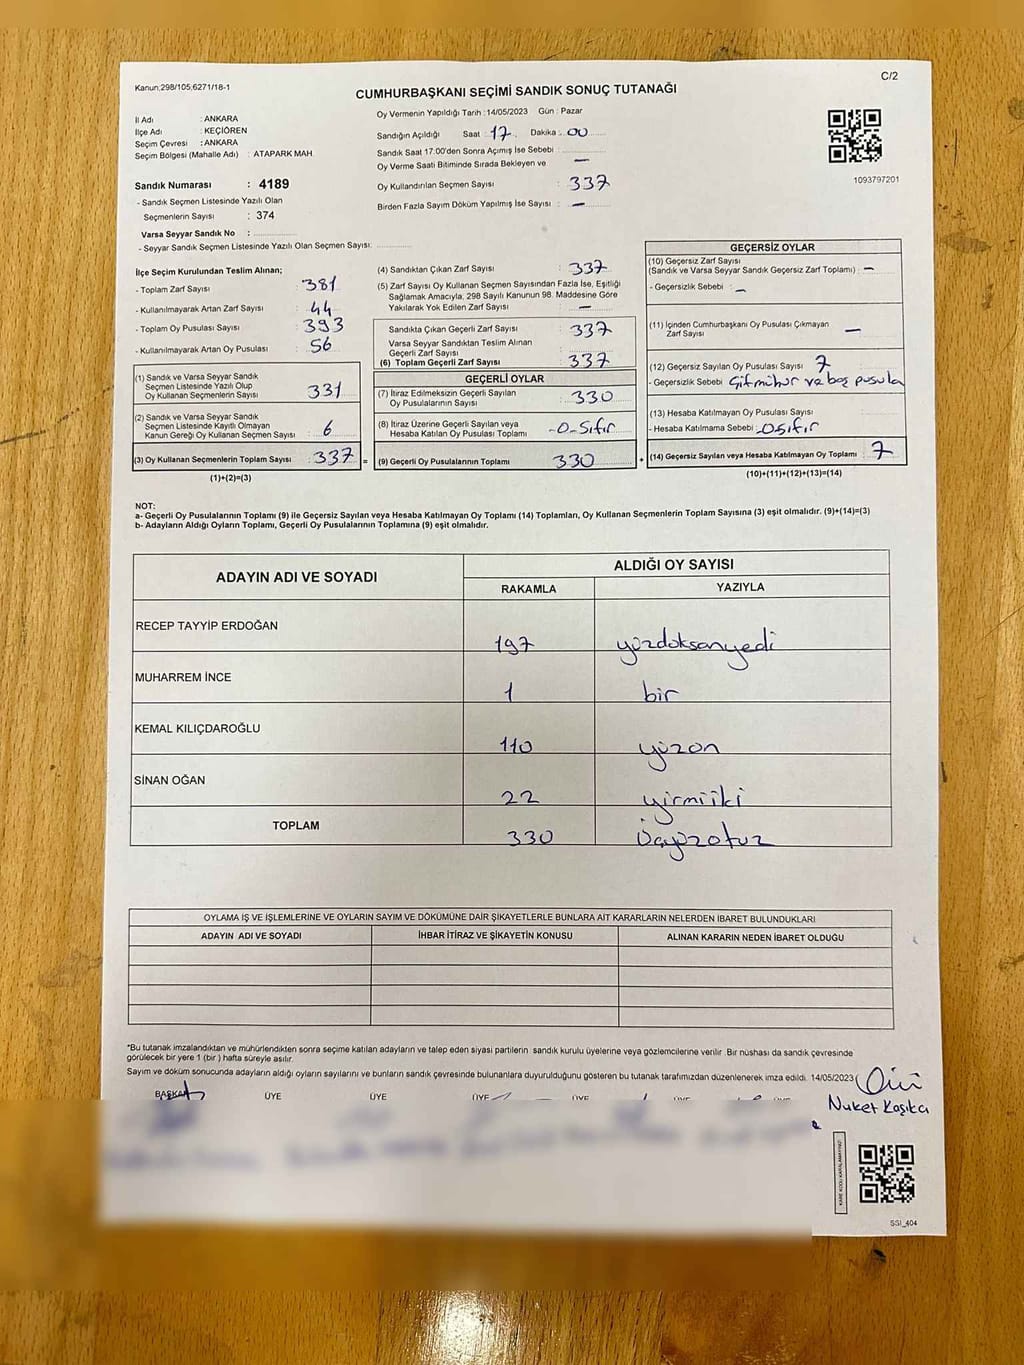 Kanun;298/105;6271/18-1
C/2
CUMHURBAŞKANI SEÇİMİ SANDIK SONUÇ TUTANAĞI
İl Adı : ANKARA
İlçe Adı : KEÇİÖREN
Seçim Çevresi : ANKARA
Seçim Bölgesi (Mahalle Adı) : ATAPARK MAH
Sandık Numarası : 4189
- Sandık Seçmen Listesinde Yazılı Olan
Seçmenlerin Sayısı : 374
Varsa Seyyar Sandık No :
- Seyyar Sandık Seçmen Listesinde Yazılı Olan Seçmen Sayısı:
Oy Vermenin Yapıldığı Tarih :14/05/2023 Gün : Pazar
Sandığın Açıldığı Saat : 17 Dakika : 00
Sandık Saat 17:00'den Sonra Açımış İse Sebebi :
Oy Verme Saati Bitiminde Sırada Bekleyen ve –
Oy Kullandırılan Seçmen Sayısı : 337
Birden Fazla Sayım Döküm Yapılmış İse Sayısı : –
1093797201
İlçe Seçim Kurulundan Teslim Alınan;
- Toplam Zarf Sayısı : 381
- Kullanılmayarak Artan Zarf Sayısı : 44
- Toplam Oy Pusulası Sayısı : 393
- Kullanılmayarak Artan Oy Pusulası : 56
(1) Sandık ve Varsa Seyyar Sandık
Seçmen Listesinde Yazılı Olup
Oy Kullanan Seçmenlerin Sayısı : 331
(2) Sandık ve Varsa Seyyar Sandık
Seçmen Listesinde Kayıtlı Olmayan
Kanun Gereği Oy Kullanan Seçmen Sayısı : 6
(3) Oy Kullanan Seçmenlerin Toplam Sayısı : 337 =
(1)+(2)=(3)
(4) Sandıktan Çıkan Zarf Sayısı : 337
(5) Zarf Sayısı Oy Kullanan Seçmen Sayısından Fazla İse, Eşitliği
Sağlamak Amacıyla, 298 Sayılı Kanunun 98. Maddesine Göre
Yakılarak Yok Edilen Zarf Sayısı : –
Sandıkta Çıkan Geçerli Zarf Sayısı : 337
Varsa Seyyar Sandıktan Teslim Alınan
Geçerli Zarf Sayısı :
(6) Toplam Geçerli Zarf Sayısı : 337
GEÇERLİ OYLAR
(7) İtiraz Edilmeksizin Geçerli Sayılan
Oy Pusulalarının Sayısı : 330
(8) İtiraz Üzerine Geçerli Sayılan veya
Hesaba Katılan Oy Pusulası Toplamı : -0-Sıfır
(9) Geçerli Oy Pusulalarının Toplamı : 330 +
GEÇERSİZ OYLAR
(10) Geçersiz Zarf Sayısı
(Sandık ve Varsa Seyyar Sandık Geçersiz Zarf Toplamı) : –
- Geçersizlik Sebebi : –
(11) İçinden Cumhurbaşkanı Oy Pusulası Çıkmayan
Zarf Sayısı : –
(12) Geçersiz Sayılan Oy Pusulası Sayısı : 7
- Geçersizlik Sebebi : Çift mühür ve boş pusula
(13) Hesaba Katılmayan Oy Pusulası Sayısı :
- Hesaba Katılmama Sebebi : -0 sıfır
(14) Geçersiz Sayılan veya Hesaba Katılmayan Oy Toplamı : 7
(10)+(11)+(12)+(13)=(14)
NOT:
a- Geçerli Oy Pusulalarının Toplamı (9) ile Geçersiz Sayılan veya Hesaba Katılmayan Oy Toplamı (14) Toplamları, Oy Kullanan Seçmenlerin Toplam Sayısına (3) eşit olmalıdır. (9)+(14)=(3)
b- Adayların Aldığı Oyların Toplamı, Geçerli Oy Pusulalarının Toplamına (9) eşit olmalıdır.
ADAYIN ADI VE SOYADI
ALDIĞI OY SAYISI
RAKAMLA YAZIYLA
RECEP TAYYİP ERDOĞAN 197 yüzdoksanyedi
MUHARREM İNCE 1 bir
KEMAL KILIÇDAROĞLU 110 yüzon
SİNAN OĞAN 22 yirmiiki
TOPLAM 330 Üçyüzotuz
OYLAMA İŞ VE İŞLEMLERİNE VE OYLARIN SAYIM VE DÖKÜMÜNE DAİR ŞİKAYETLERLE BUNLARA AİT KARARLARIN NELERDEN İBARET BULUNDUKLARI
ADAYIN ADI VE SOYADI İHBAR İTİRAZ VE ŞİKAYETİN KONUSU ALINAN KARARIN NEDEN İBARET OLDUĞU
*Bu tutanak imzalandıktan ve mühürlendikten sonra seçime katılan adayların ve talep eden siyasi partilerin sandık kurulu üyelerine veya gözlemcilerine verilir. Bir nüshası da sandık çevresinde
görülecek bir yere 1 (bir) hafta süreyle asılır.
Sayım ve döküm sonucunda adayların aldığı oyların sayılarını ve bunların sandık çevresinde bulunanlara duyurulduğunu gösteren bu tutanak tarafımızdan düzenlenerek imza edildi. 14/05/2023
BAŞKAN ÜYE ÜYE ÜYE ÜYE ÜYE
SSI_404